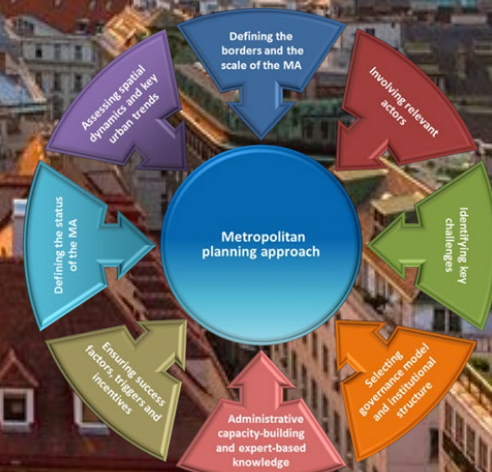 Defining the
borders and the
scale of the MA
Involving relevant
actors
Identifying key
challenges
Selecting
governance model
and institutional
structure
Administrative
capacity-building
and expert-based
knowledge
Ensuring success
factors, triggers and
incentives
Defining the status
of the MA
Assessing spatial
dynamics and key
urban trends
Metropolitan
planning approach